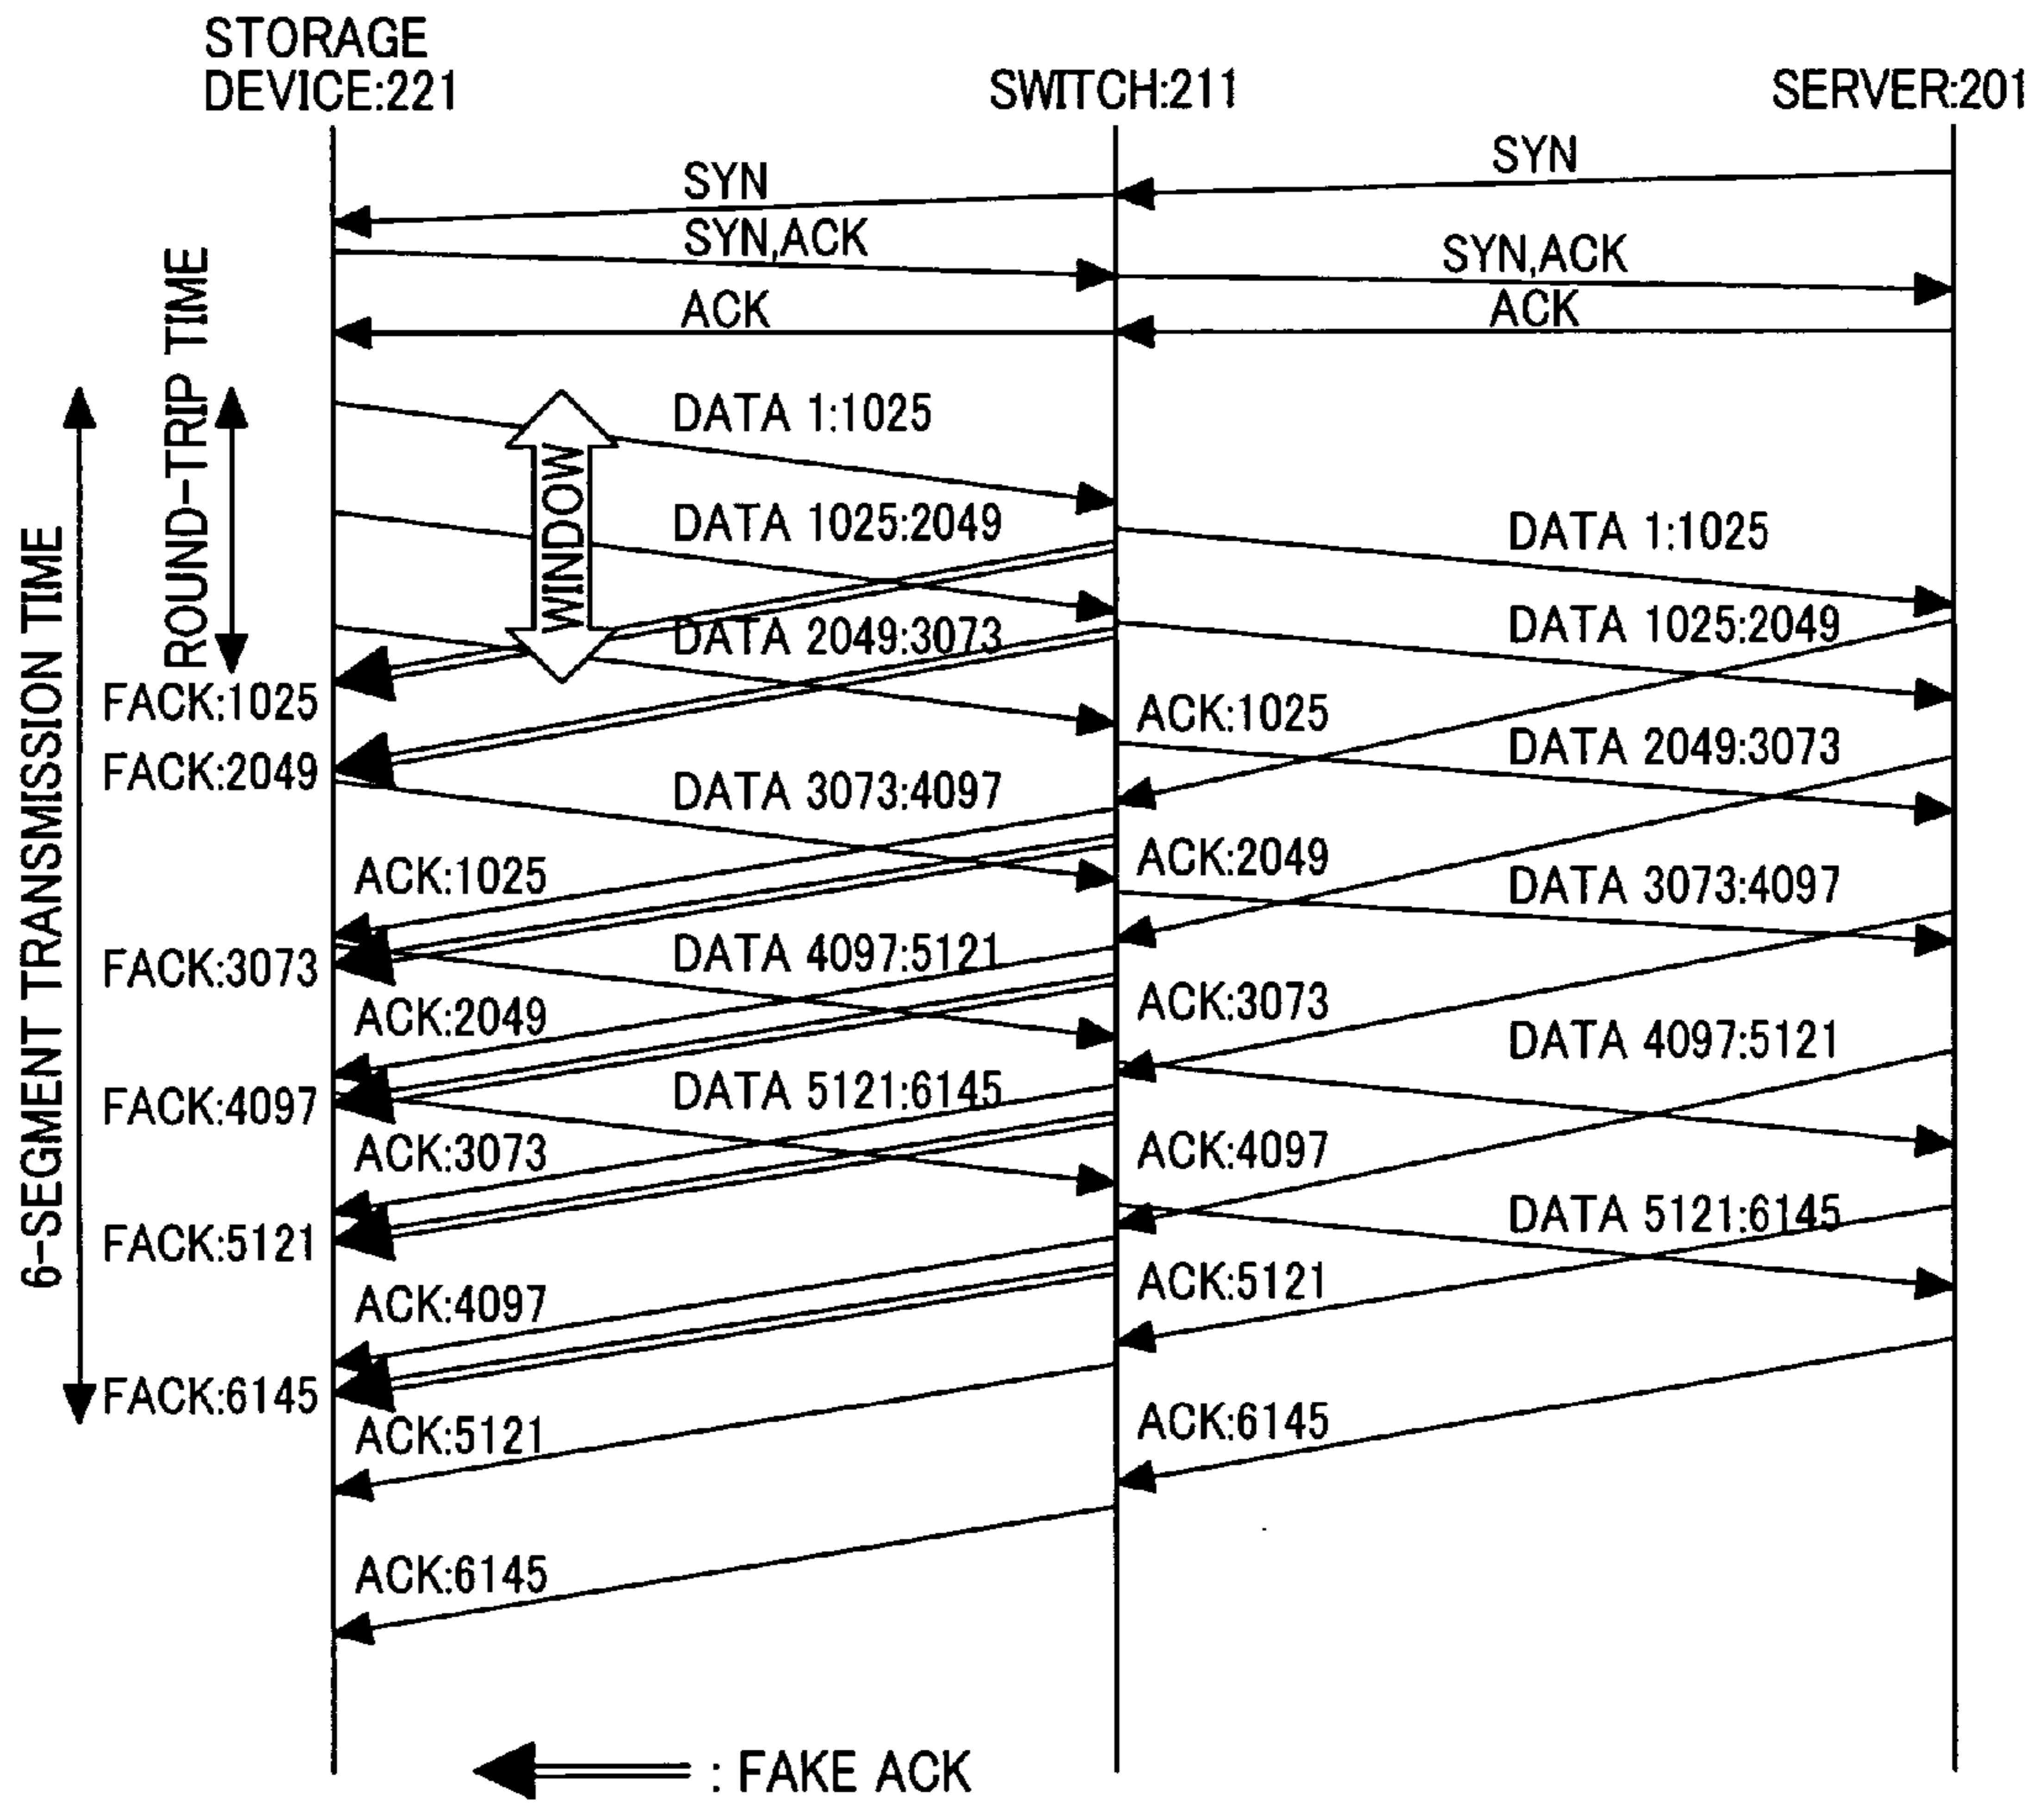 STORAGE
DEVICE:221
SWITCH:211
SERVER:201
SYN
SYN
SYN,ACK
SYN,ACK
ACK
ACK
ROUND-TRIP TIME
6-SEGMENT TRANSMISSION TIME
WINDOW
DATA 1:1025
DATA 1025:2049
DATA 1:1025
DATA 2049:3073
DATA 1025:2049
FACK:1025
ACK:1025
DATA 2049:3073
FACK:2049
DATA 3073:4097
ACK:2049
ACK:1025
DATA 3073:4097
DATA 4097:5121
FACK:3073
ACK:3073
ACK:2049
DATA 4097:5121
DATA 5121:6145
FACK:4097
ACK:4097
ACK:3073
DATA 5121:6145
FACK:5121
ACK:5121
ACK:4097
FACK:6145
ACK:6145
ACK:5121
ACK:6145
: FAKE ACK